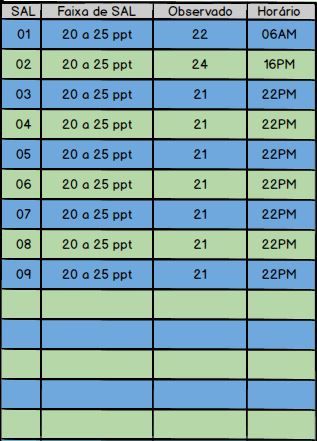 SAL Faixa de SAL Observado Horário
01 20 a 25 ppt 22 06AM
02 20 a 25 ppt 24 16PM
03 20 a 25 ppt 21 22PM
04 20 a 25 ppt 21 22PM
05 20 a 25 ppt 21 22PM
06 20 a 25 ppt 21 22PM
07 20 a 25 ppt 21 22PM
08 20 a 25 ppt 21 22PM
09 20 a 25 ppt 21 22PM